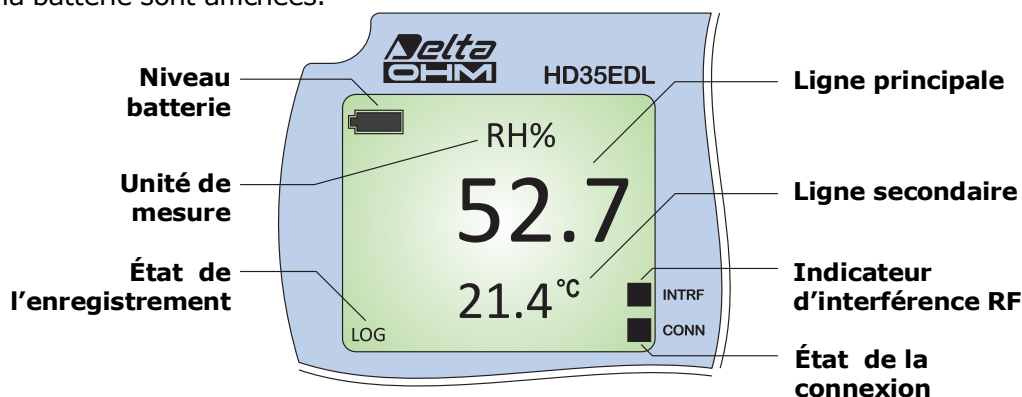 la batterie sont affichées.
Delta
OHM
HD35EDL
Niveau
batterie
Ligne principale
RH%
Unité de
mesure
52.7
Ligne secondaire
État de
l'enregistrement
21.4 °C
Indicateur
d'interférence RF
INTRF
LOG
CONN
État de la
connexion